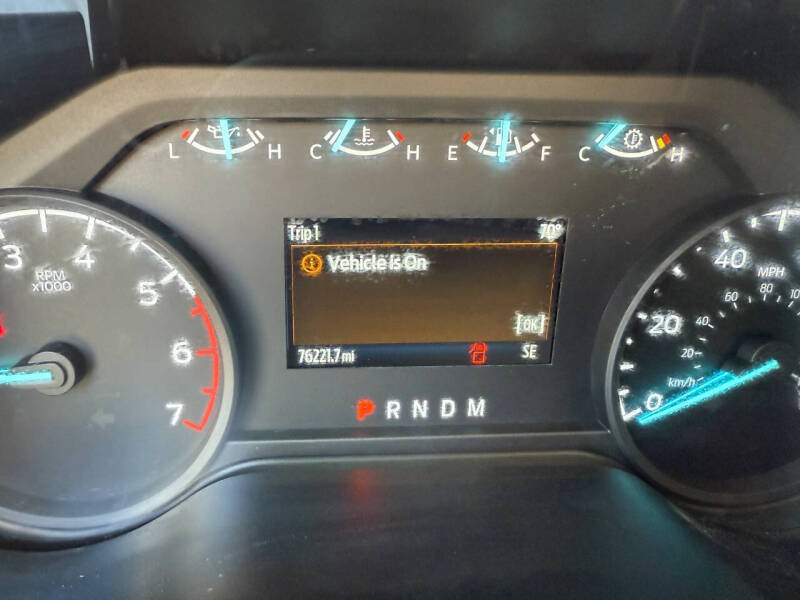 L H C H E F C H
Trip 1 70°
Vehicle is On
[OK]
76221.7 mi SE
P R N D M
3 4 5 6 7
RPM
x1000
0 20 40
MPH
20 40 60 80
km/h